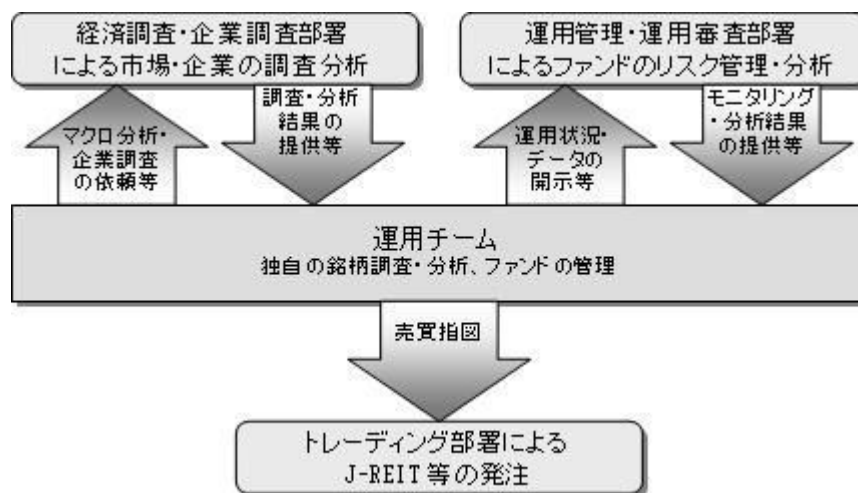 経済調査・企業調査部署
による市場・企業の調査分析
運用管理・運用審査部署
によるファンドのリスク管理・分析
マクロ分析・
企業調査
の依頼等
調査・分析
結果の
提供等
運用状況・
データの
開示等
モニタリング
・分析結果
の提供等
運用チーム
独自の銘柄調査・分析、ファンドの管理
売買指図
トレーディング部署による
J-REIT等の発注